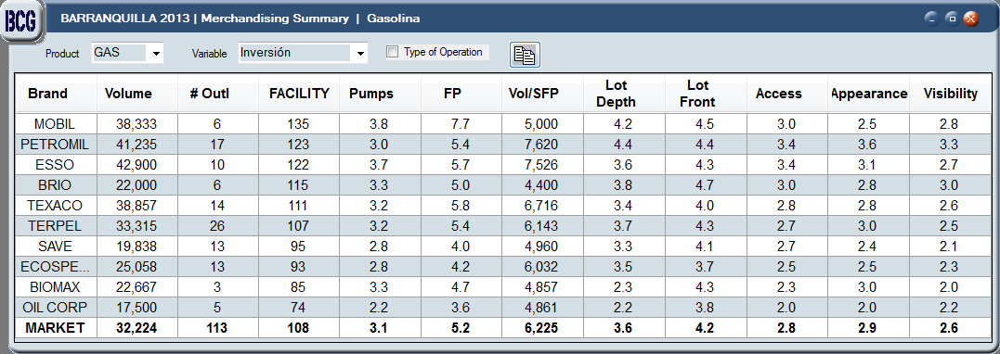 BCG BARRANQUILLA 2013 | Merchandising Summary | Gasolina
Product GAS Variable Inversión Type of Operation
Brand Volume # Outl FACILITY Pumps FP Vol/SFP Lot Depth Lot Front Access Appearance Visibility
MOBIL 38,333 6 135 3.8 7.7 5,000 4.2 4.5 3.0 2.5 2.8
PETROMIL 41,235 17 123 3.0 5.4 7,620 4.4 4.4 3.4 3.6 3.3
ESSO 42,900 10 122 3.7 5.7 7,526 3.6 4.3 3.4 3.1 2.7
BRIO 22,000 6 115 3.3 5.0 4,400 3.8 4.7 3.0 2.8 3.0
TEXACO 38,857 14 111 3.2 5.8 6,716 3.4 4.0 2.8 2.8 2.6
TERPEL 33,315 26 107 3.2 5.4 6,143 3.7 4.3 2.7 3.0 2.5
SAVE 19,838 13 95 2.8 4.0 4,960 3.3 4.1 2.7 2.4 2.1
ECOSPE... 25,058 13 93 2.8 4.2 6,032 3.5 3.7 2.5 2.5 2.3
BIOMAX 22,667 3 85 3.3 4.7 4,857 2.3 4.3 2.3 3.0 2.0
OIL CORP 17,500 5 74 2.2 3.6 4,861 2.2 3.8 2.0 2.0 2.2
MARKET 32,224 113 108 3.1 5.2 6,225 3.6 4.2 2.8 2.9 2.6